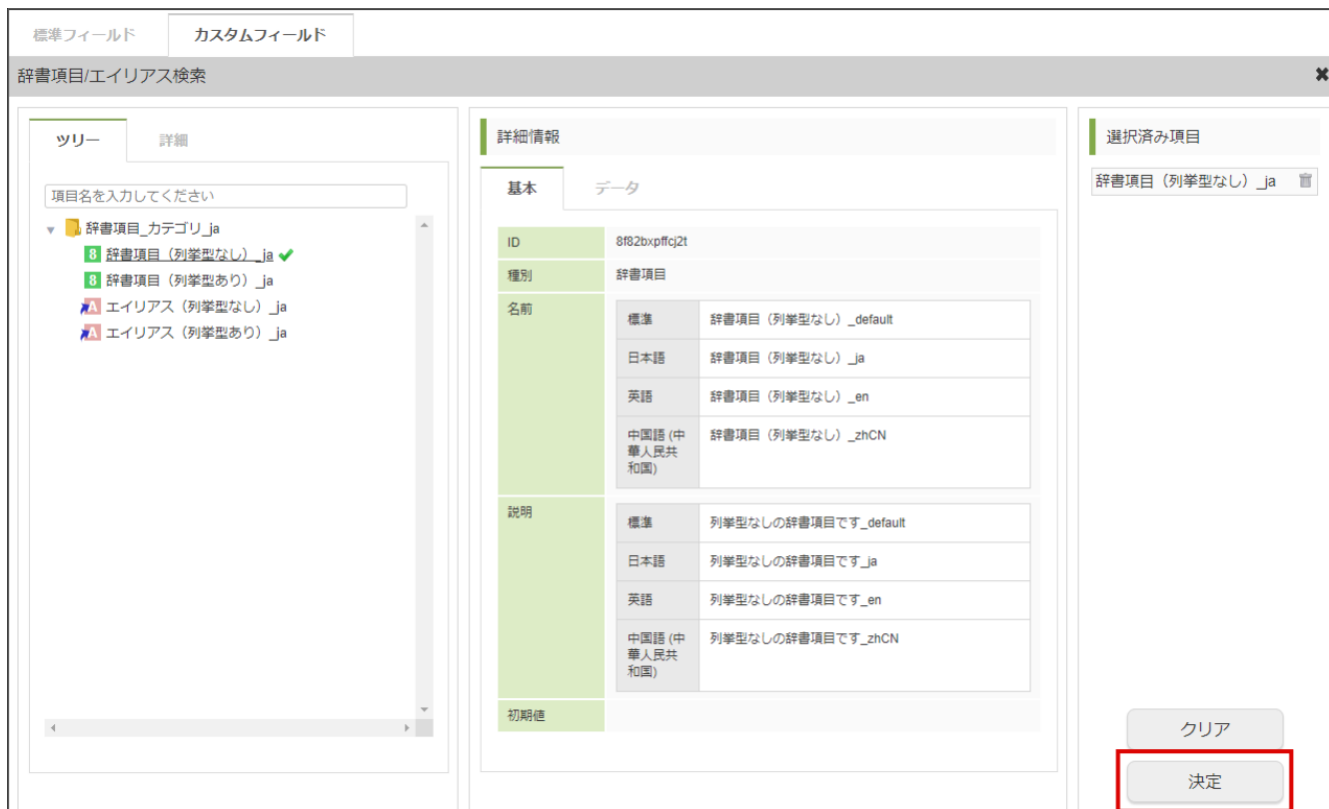 標準フィールド
カスタムフィールド
辞書項目/エイリアス検索
ツリー
詳細
項目名を入力してください
辞書項目_カテゴリ_ja
8 辞書項目（列挙型なし）_ja
8 辞書項目（列挙型あり）_ja
A エイリアス（列挙型なし）_ja
A エイリアス（列挙型あり）_ja
詳細情報
基本
データ
ID
8f82bxpffcj2t
種別
辞書項目
名前
標準
辞書項目（列挙型なし）_default
日本語
辞書項目（列挙型なし）_ja
英語
辞書項目（列挙型なし）_en
中国語 (中
華人民共
和国)
辞書項目（列挙型なし）_zhCN
説明
標準
列挙型なしの辞書項目です_default
日本語
列挙型なしの辞書項目です_ja
英語
列挙型なしの辞書項目です_en
中国語 (中
華人民共
和国)
列挙型なしの辞書項目です_zhCN
初期値
選択済み項目
辞書項目（列挙型なし）_ja
クリア
決定